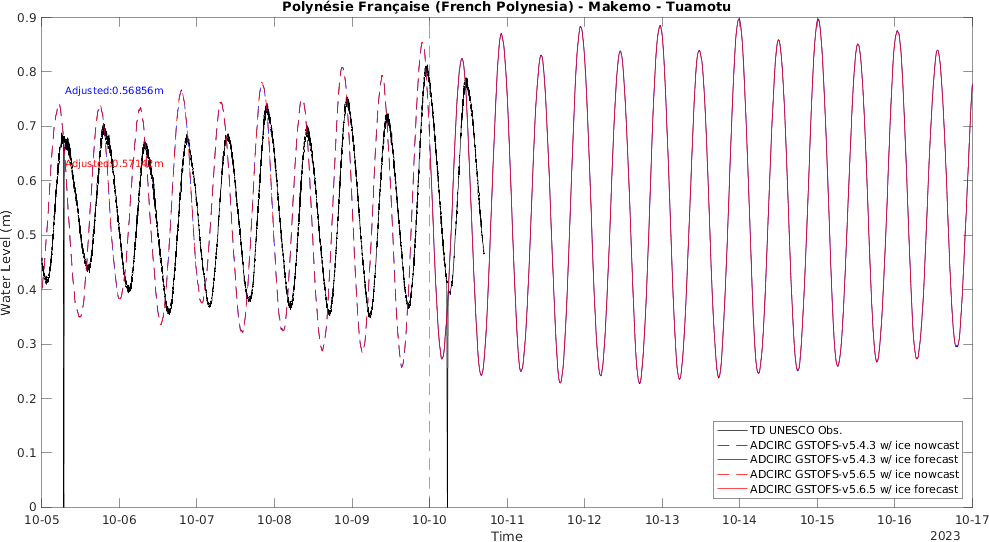 Polynésie Française (French Polynesia) - Makemo - Tuamotu
Water Level (m)
0.9
0.8
0.7
0.6
0.5
0.4
0.3
0.2
0.1
0
Adjusted:0.56856m
TD UNESCO Obs.
ADCIRC GSTOFS-v5.4.3 w/ ice nowcast
ADCIRC GSTOFS-v5.4.3 w/ ice forecast
ADCIRC GSTOFS-v5.6.5 w/ ice nowcast
ADCIRC GSTOFS-v5.6.5 w/ ice forecast
10-05 10-06 10-07 10-08 10-09 10-10 10-11 10-12 10-13 10-14 10-15 10-16 10-17
Time
2023